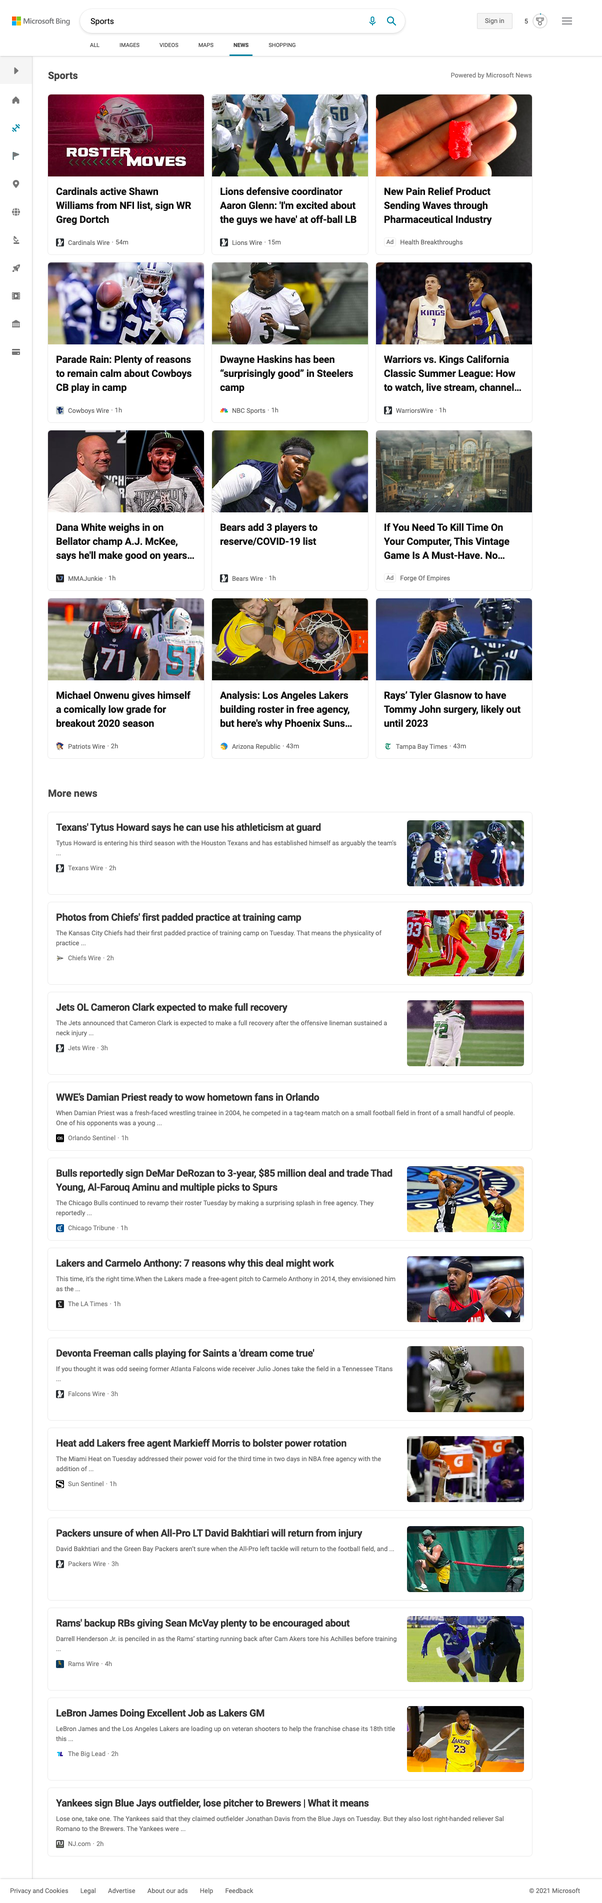 Microsoft Bing
Sports
Sign in
5
ALL IMAGES VIDEOS MAPS NEWS SHOPPING
Sports
Powered by Microsoft News
ROSTER
MOVES
Cardinals active Shawn
Williams from NFI list, sign WR
Greg Dortch
Cardinals Wire · 54m
57
50
Lions defensive coordinator
Aaron Glenn: 'I'm excited about
the guys we have' at off-ball LB
Lions Wire · 15m
New Pain Relief Product
Sending Waves through
Pharmaceutical Industry
Ad Health Breakthroughs
27
Parade Rain: Plenty of reasons
to remain calm about Cowboys
CB play in camp
Cowboys Wire · 1h
3
Dwayne Haskins has been
“surprisingly good” in Steelers
camp
NBC Sports · 1h
KINGS
7
Warriors vs. Kings California
Classic Summer League: How
to watch, live stream, channel...
WarriorsWire · 1h
Dana White weighs in on
Bellator champ A.J. McKee,
says he'll make good on years...
MMAJunkie · 1h
Bears add 3 players to
reserve/COVID-19 list
Bears Wire · 1h
If You Need To Kill Time On
Your Computer, This Vintage
Game Is A Must-Have. No...
Ad Forge Of Empires
71
51
Michael Onwenu gives himself
a comically low grade for
breakout 2020 season
Patriots Wire · 2h
Analysis: Los Angeles Lakers
building roster in free agency,
but here's why Phoenix Suns...
Arizona Republic · 43m
10
Rays’ Tyler Glasnow to have
Tommy John surgery, likely out
until 2023
Tampa Bay Times · 43m
More news
Texans' Tytus Howard says he can use his athleticism at guard
Tytus Howard is entering his third season with the Houston Texans and has established himself as arguably the team's
...
Texans Wire · 2h
Photos from Chiefs' first padded practice at training camp
The Kansas City Chiefs had their first padded practice of training camp on Tuesday. That means the physicality of
practice ...
Chiefs Wire · 2h
83
54
Jets OL Cameron Clark expected to make full recovery
The Jets announced that Cameron Clark is expected to make a full recovery after the offensive lineman sustained a
neck injury ...
Jets Wire · 3h
72
WWE's Damian Priest ready to wow hometown fans in Orlando
When Damian Priest was a fresh-faced wrestling trainee in 2004, he competed in a tag-team match on a small football field in front of a small handful of people.
One of his opponents was a young ...
Orlando Sentinel · 1h
Bulls reportedly sign DeMar DeRozan to 3-year, $85 million deal and trade Thad
Young, Al-Farouq Aminu and multiple picks to Spurs
The Chicago Bulls continued to revamp their roster Tuesday by making a surprising splash in free agency. They
reportedly ...
Chicago Tribune · 1h
Lakers and Carmelo Anthony: 7 reasons why this deal might work
This time, it's the right time.When the Lakers made a free-agent pitch to Carmelo Anthony in 2014, they envisioned him
as the ...
The LA Times · 1h
Devonta Freeman calls playing for Saints a 'dream come true'
If you thought it was odd seeing former Atlanta Falcons wide receiver Julio Jones take the field in a Tennessee Titans
...
Falcons Wire · 3h
Heat add Lakers free agent Markieff Morris to bolster power rotation
The Miami Heat on Tuesday addressed their power void for the third time in two days in NBA free agency with the
addition of ...
Sun Sentinel · 1h
Packers unsure of when All-Pro LT David Bakhtiari will return from injury
David Bakhtiari and the Green Bay Packers aren't sure when the All-Pro left tackle will return to the football field, and ...
Packers Wire · 3h
Rams' backup RBs giving Sean McVay plenty to be encouraged about
Darrell Henderson Jr. is penciled in as the Rams' starting running back after Cam Akers tore his Achilles before training
...
Rams Wire · 4h
LeBron James Doing Excellent Job as Lakers GM
LeBron James and the Los Angeles Lakers are loading up on veteran shooters to help the franchise chase its 18th title
this ...
The Big Lead · 2h
LAKERS
23
Yankees sign Blue Jays outfielder, lose pitcher to Brewers | What it means
Lose one, take one. The Yankees said that they claimed outfielder Jonathan Davis from the Blue Jays on Tuesday. But they also lost right-handed reliever Sal
Romano to the Brewers. The Yankees were ...
NJ.com · 2h
Privacy and Cookies Legal Advertise About our ads Help Feedback
© 2021 Microsoft